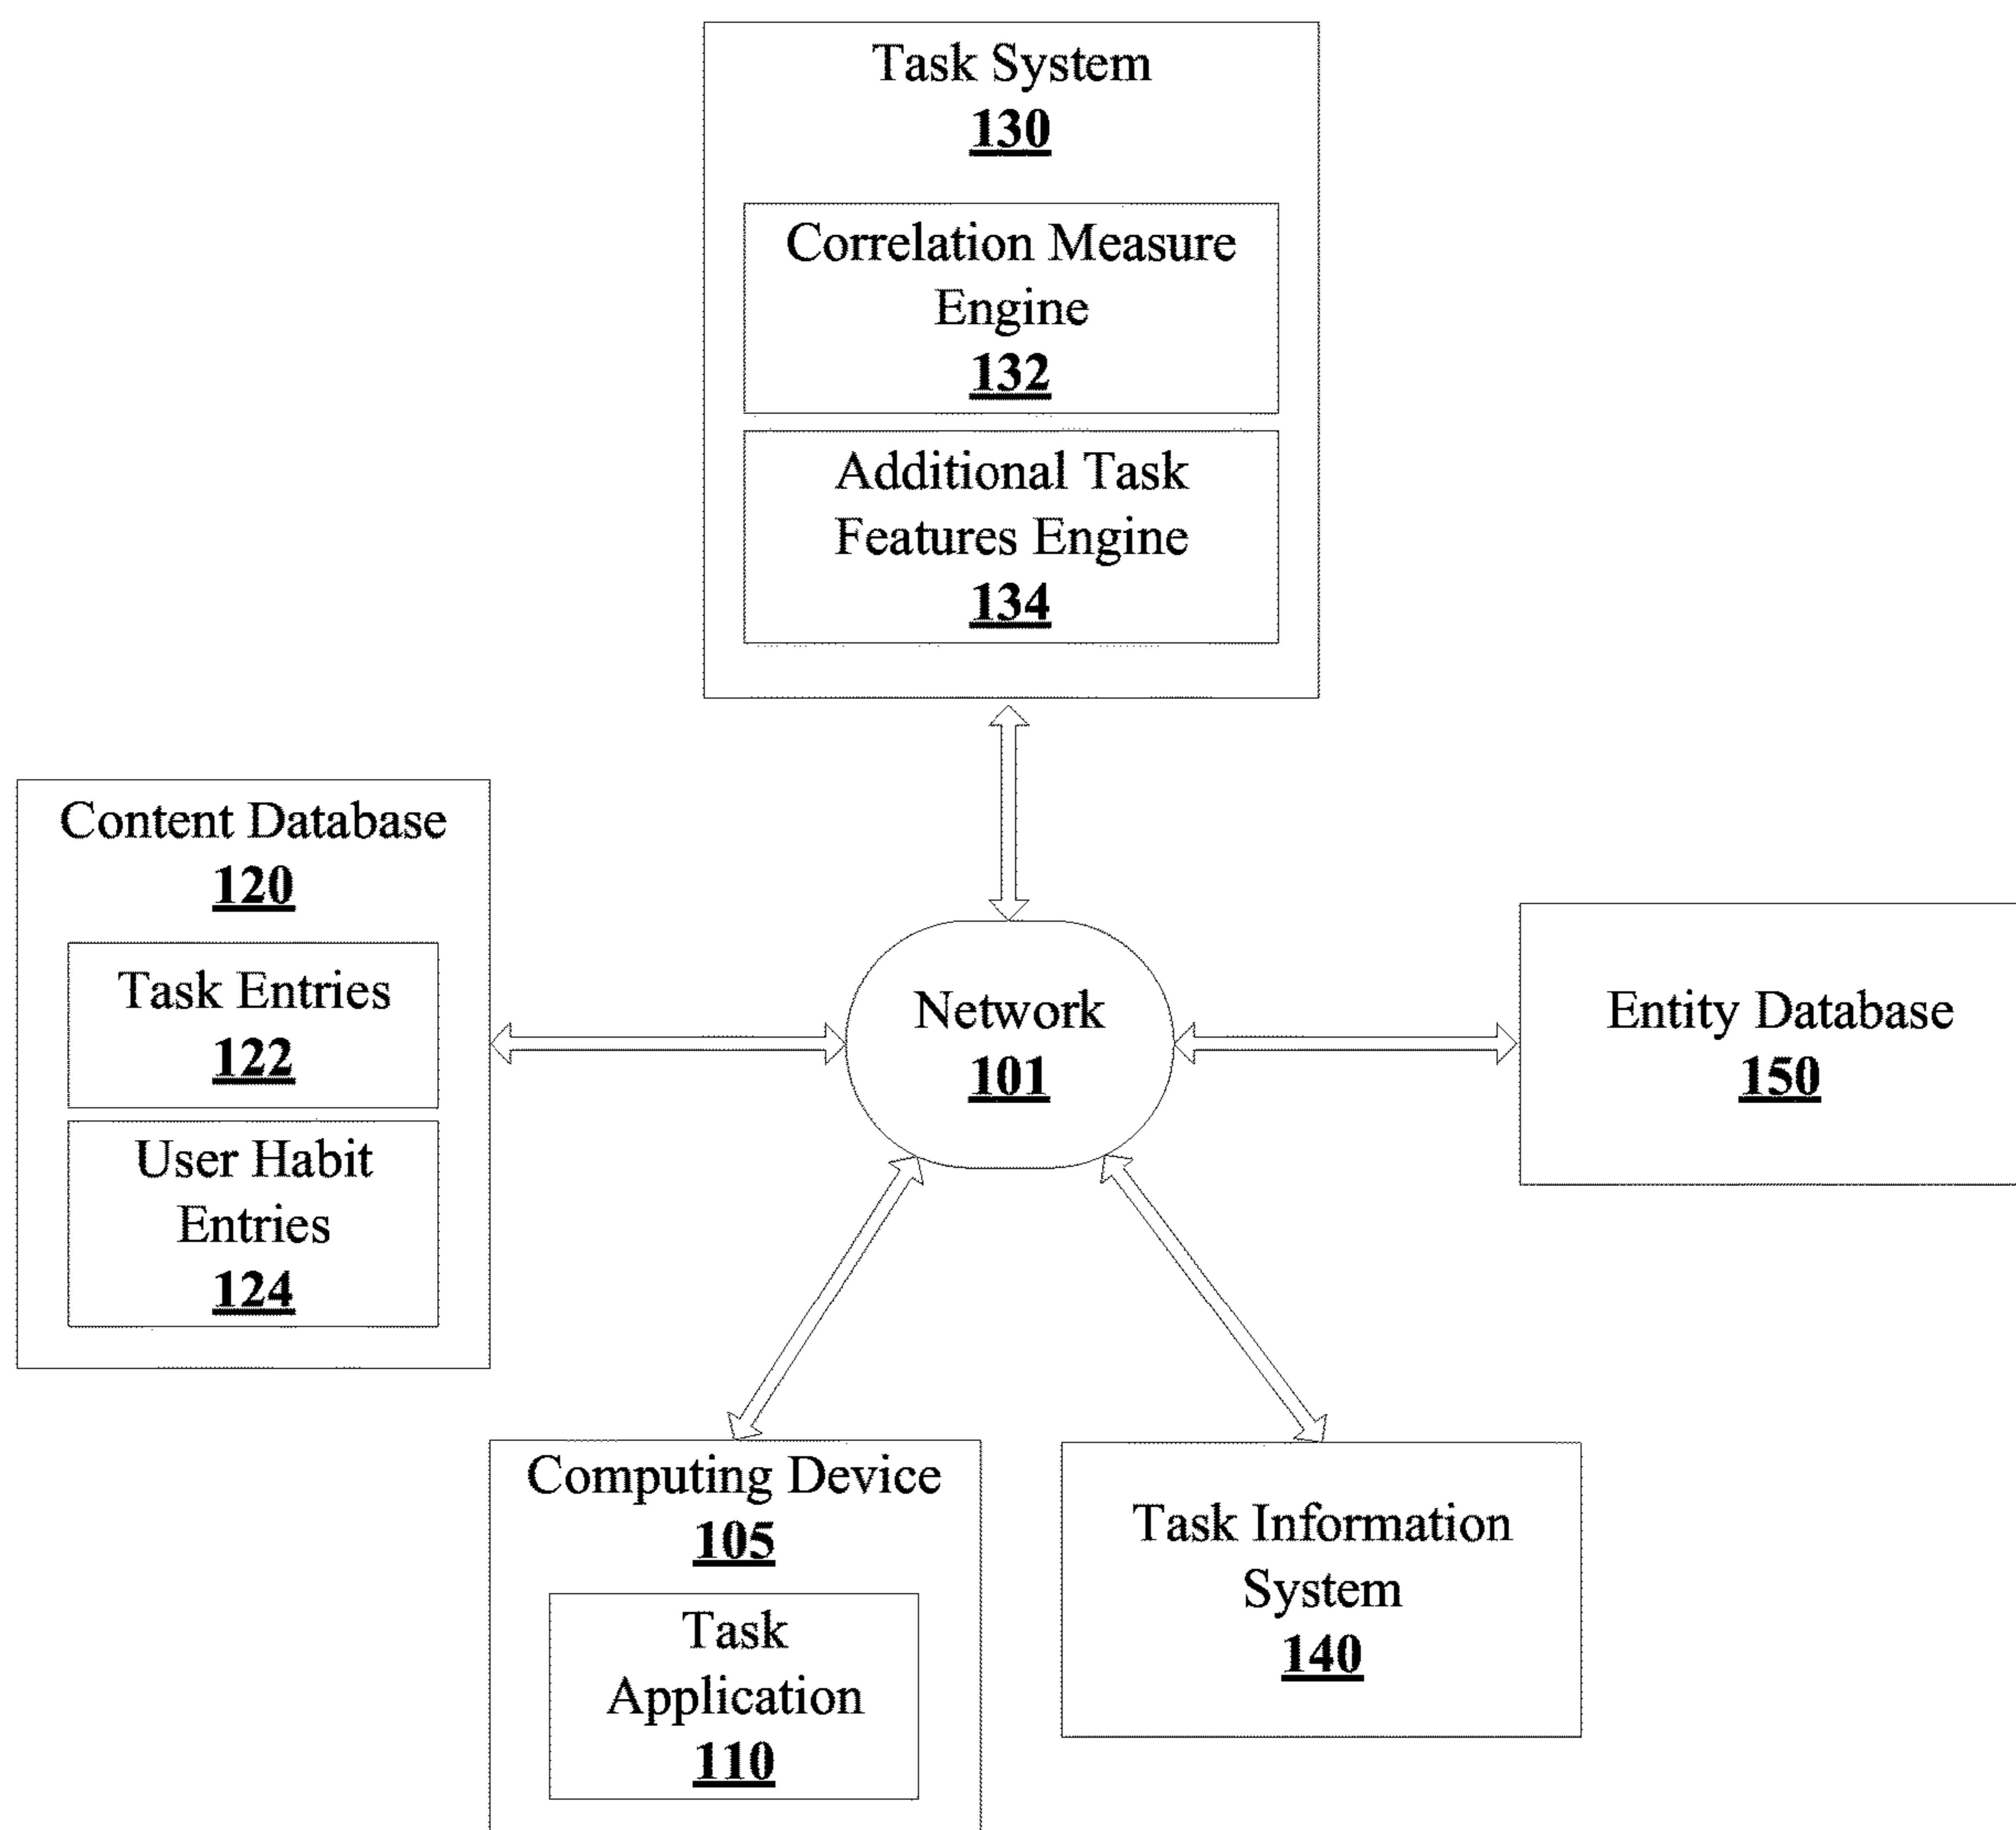 Task System
130
Correlation Measure
Engine
132
Additional Task
Features Engine
134
Content Database
120
Task Entries
122
User Habit
Entries
124
Network
101
Entity Database
150
Computing Device
105
Task
Application
110
Task Information
System
140